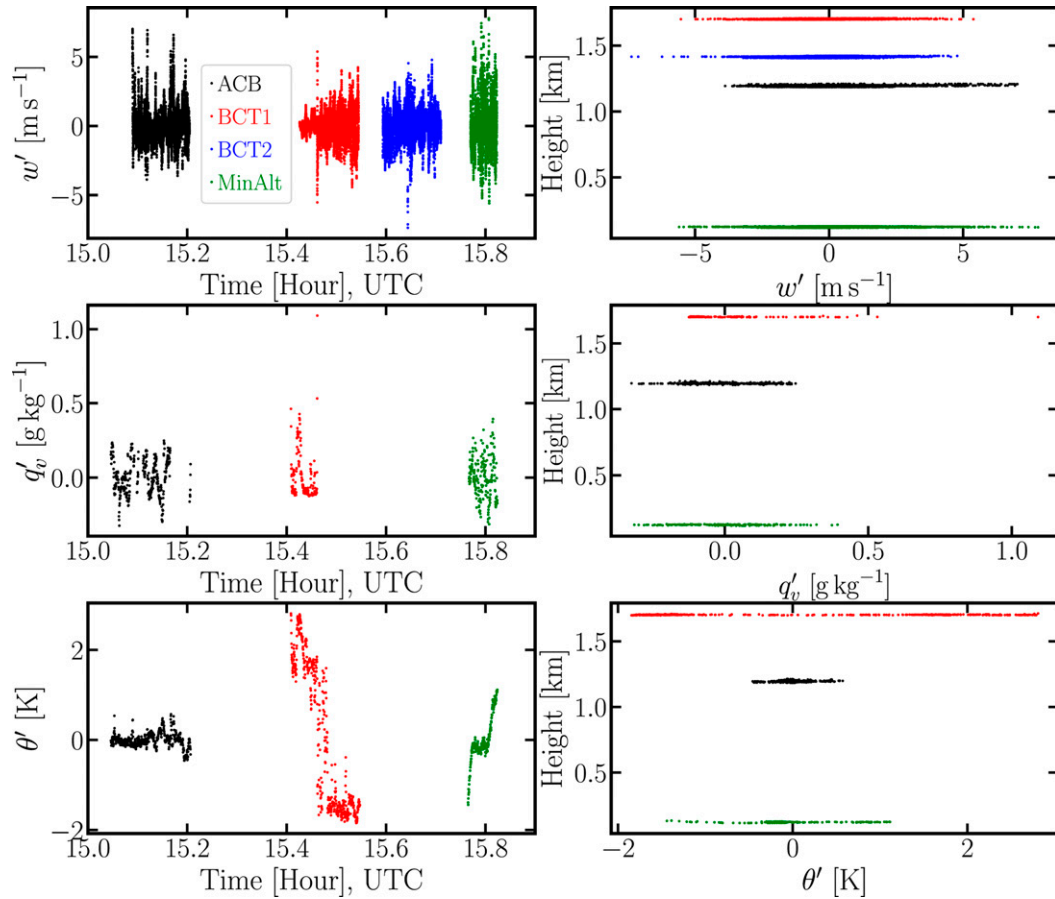 w′ [m s⁻¹]
5
0
−5
ACB
BCT1
BCT2
MinAlt
15.0 15.2 15.4 15.6 15.8
Time [Hour], UTC
Height [km]
1.5
1.0
0.5
−5 0 5
w′ [m s⁻¹]
q′ᵥ [g kg⁻¹]
1.0
0.5
0.0
15.0 15.2 15.4 15.6 15.8
Time [Hour], UTC
Height [km]
1.5
1.0
0.5
0.0 0.5 1.0
q′ᵥ [g kg⁻¹]
θ′ [K]
2
0
−2
15.0 15.2 15.4 15.6 15.8
Time [Hour], UTC
Height [km]
1.5
1.0
0.5
−2 0 2
θ′ [K]